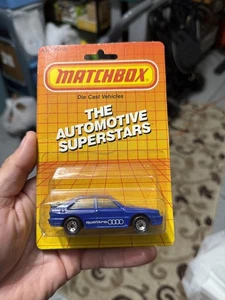 MATCHBOX
Die Cast Vehicles
THE
AUTOMOTIVE
SUPERSTARS
quattro